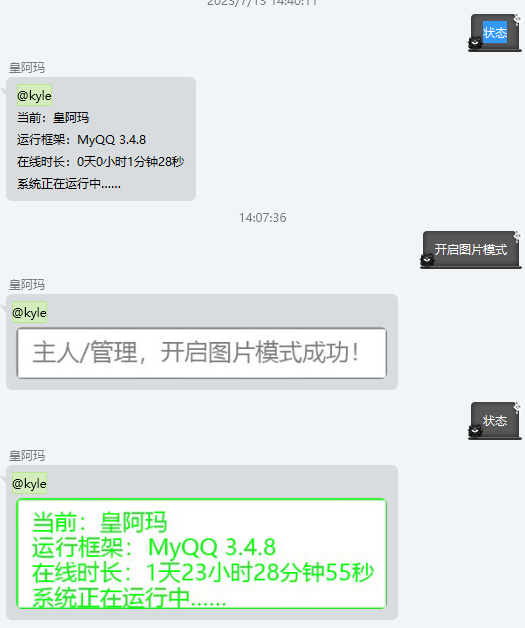 2023/7/13 14:40:11
状态
皇阿玛
@kyle
当前：皇阿玛
运行框架：MyQQ 3.4.8
在线时长：0天0小时1分钟28秒
系统正在运行中......
14:07:36
开启图片模式
皇阿玛
@kyle
主人/管理，开启图片模式成功！
状态
皇阿玛
@kyle
当前：皇阿玛
运行框架：MyQQ 3.4.8
在线时长：1天23小时28分钟55秒
系统正在运行中......